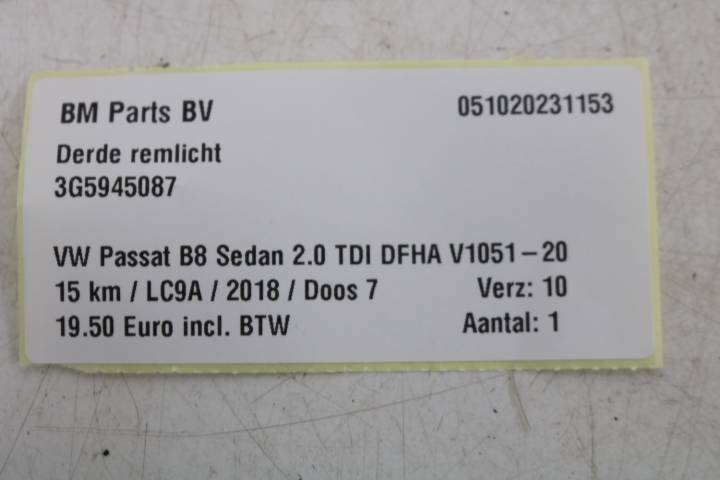 BM Parts BV 051020231153
Derde remlicht
3G5945087
VW Passat B8 Sedan 2.0 TDI DFHA V1051-20
15 km / LC9A / 2018 / Doos 7 Verz: 10
19.50 Euro incl. BTW Aantal: 1